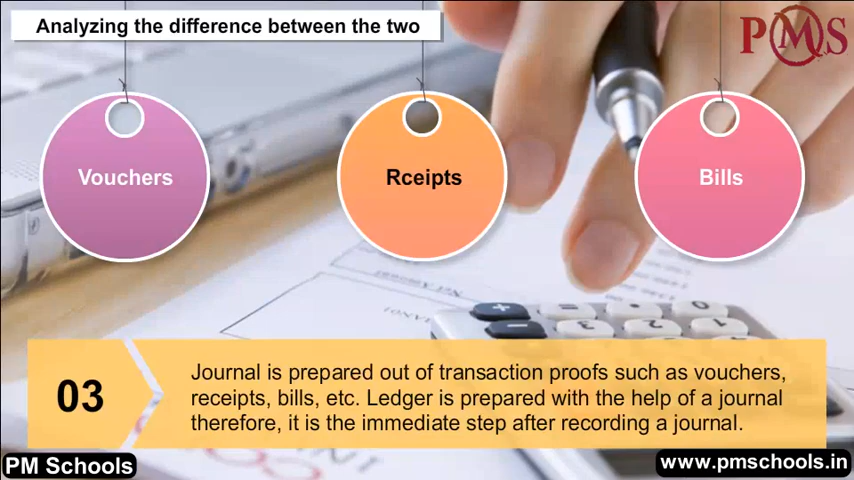 Analyzing the difference between the two
PMS
Vouchers
Rceipts
Bills
03
Journal is prepared out of transaction proofs such as vouchers,
receipts, bills, etc. Ledger is prepared with the help of a journal
therefore, it is the immediate step after recording a journal.
PM Schools
www.pmschools.in